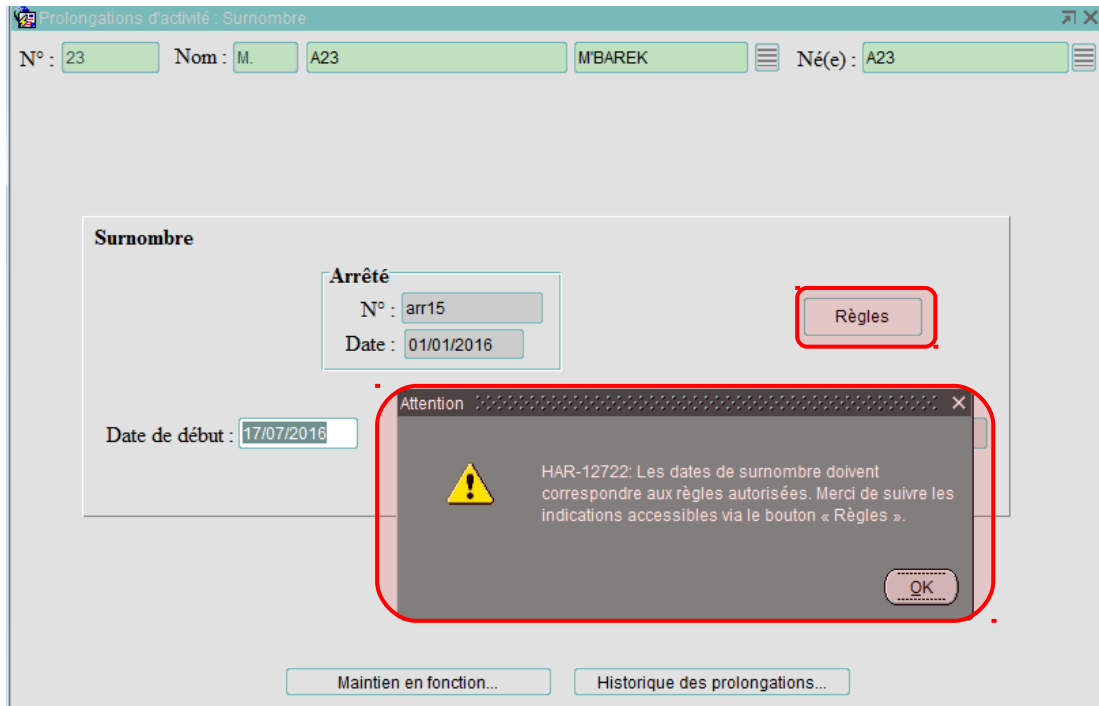 Prolongations d'activité : Surnombre
N° : 23 Nom : M. A23 M'BAREK Né(e) : A23
Surnombre
Arrêté
N° : arr15
Règles
Date : 01/01/2016
Attention
Date de début : 17/07/2016
HAR-12722: Les dates de surnombre doivent
correspondre aux règles autorisées. Merci de suivre les
indications accessibles via le bouton « Règles ».
OK
Maintien en fonction... Historique des prolongations...